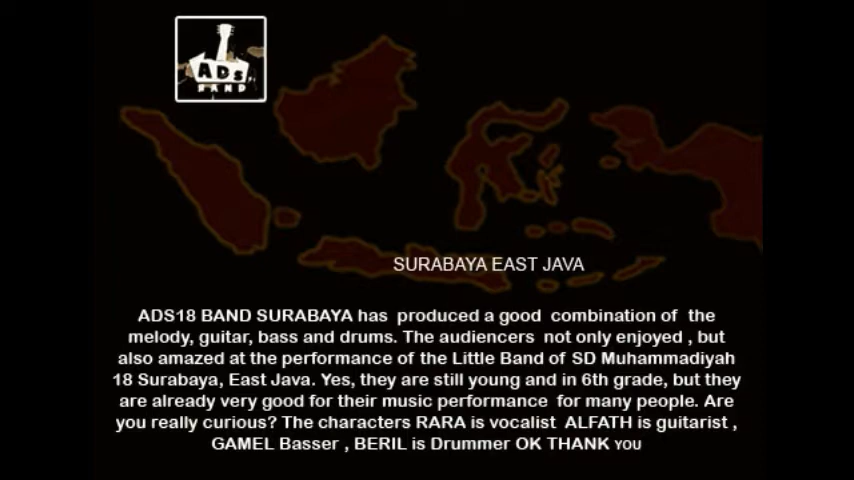 ADs
BAND
SURABAYA EAST JAVA
ADS18 BAND SURABAYA has produced a good combination of the
melody, guitar, bass and drums. The audiencers not only enjoyed , but
also amazed at the performance of the Little Band of SD Muhammadiyah
18 Surabaya, East Java. Yes, they are still young and in 6th grade, but they
are already very good for their music performance for many people. Are
you really curious? The characters RARA is vocalist ALFATH is guitarist ,
GAMEL Basser , BERIL is Drummer OK THANK YOU